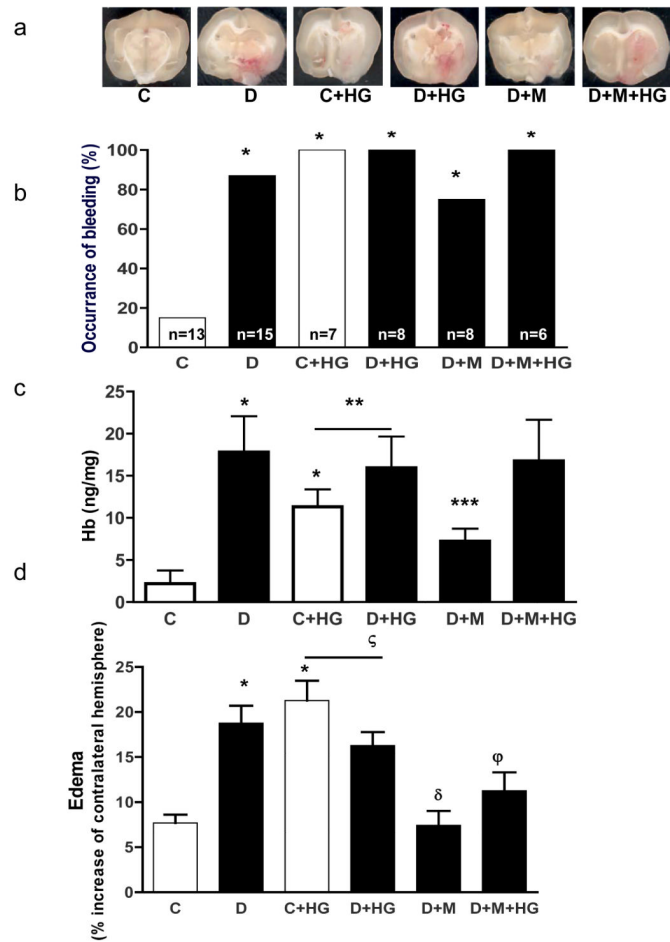 a
C D C+HG D+HG D+M D+M+HG
b
Occurrance of bleeding (%)
100
80
60
40
20
0
* * * * *
n=13 n=15 n=7 n=8 n=8 n=6
C D C+HG D+HG D+M D+M+HG
c
Hb (ng/mg)
25
20
15
10
5
0
* ** * ***
C D C+HG D+HG D+M D+M+HG
d
Edema
(% increase of contralateral hemisphere)
25
20
15
10
5
0
* * ς δ φ
C D C+HG D+HG D+M D+M+HG